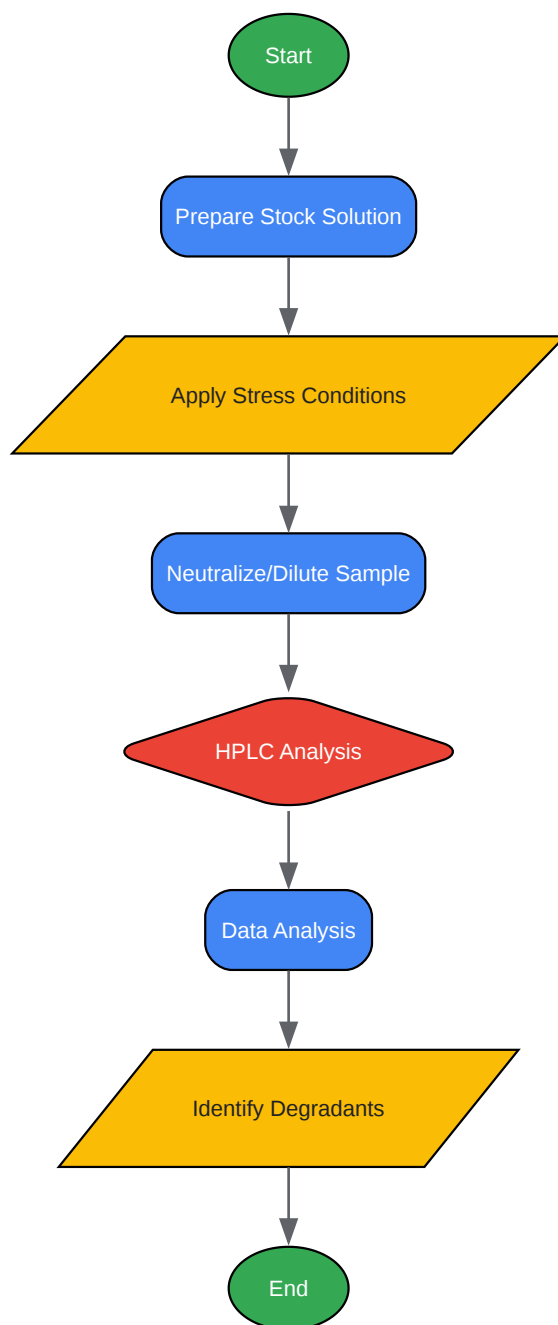 Start
Prepare Stock Solution
Apply Stress Conditions
Neutralize/Dilute Sample
HPLC Analysis
Data Analysis
Identify Degradants
End